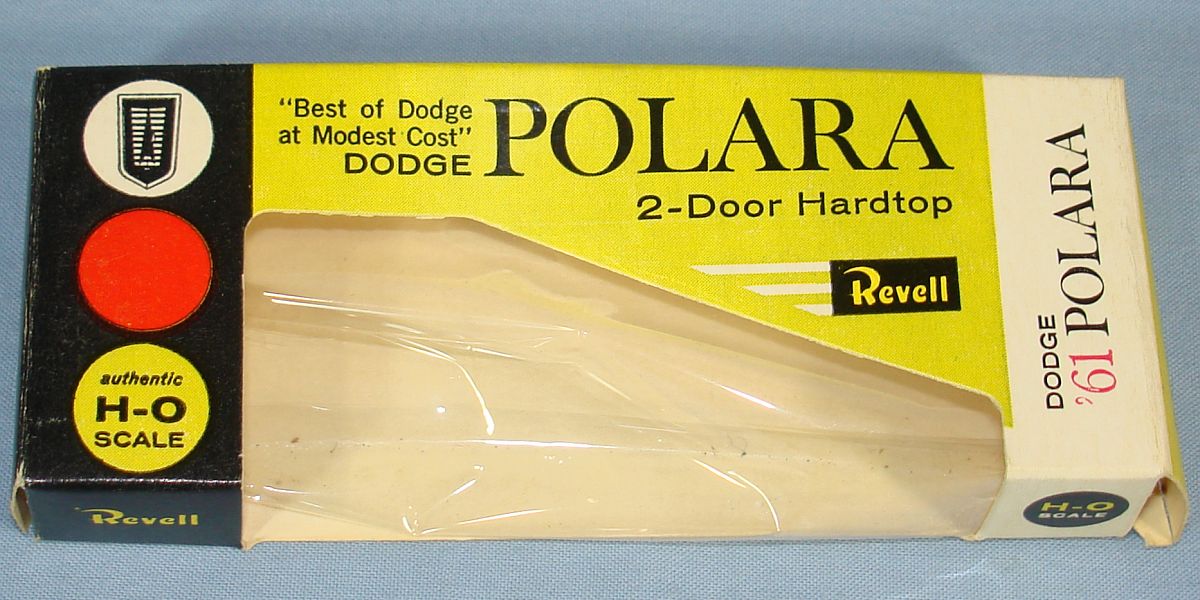 "Best of Dodge
at Modest Cost"
DODGE
POLARA
2-Door Hardtop
Revell
authentic
H-O
SCALE
Revell
DODGE
'61 POLARA
H-O
SCALE